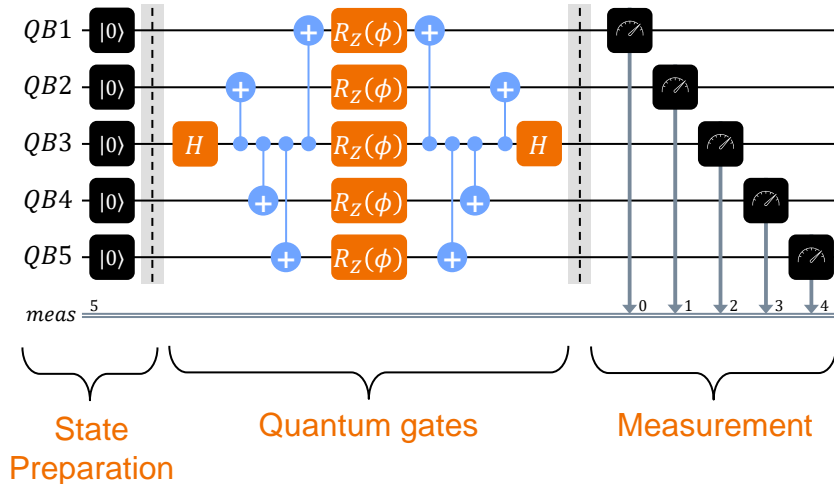 QB1 |0⟩ R_Z(ϕ)
QB2 |0⟩ R_Z(ϕ)
QB3 |0⟩ H R_Z(ϕ) H
QB4 |0⟩ R_Z(ϕ)
QB5 |0⟩ R_Z(ϕ)
meas 5 0 1 2 3 4
State
Preparation
Quantum gates
Measurement